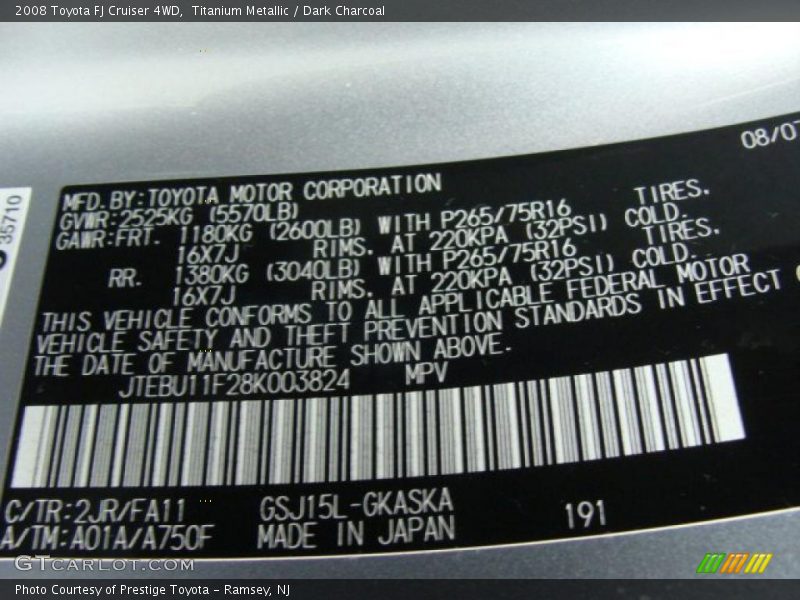 2008 Toyota FJ Cruiser 4WD,  Titanium Metallic / Dark Charcoal
08/07
35710
MFD.BY:TOYOTA MOTOR CORPORATION
GVWR:2525KG (5570LB)
GAWR:FRT. 1180KG (2600LB) WITH P265/75R16 TIRES.
16X7J RIMS. AT 220KPA (32PSI) COLD.
RR. 1380KG (3040LB) WITH P265/75R16 TIRES.
16X7J RIMS. AT 220KPA (32PSI) COLD.
THIS VEHICLE CONFORMS TO ALL APPLICABLE FEDERAL MOTOR
VEHICLE SAFETY AND THEFT PREVENTION STANDARDS IN EFFECT
THE DATE OF MANUFACTURE SHOWN ABOVE.
JTEBU11F28K003824 MPV
C/TR:2JR/FA11 GSJ15L-GKASKA 191
A/TM:A01A/A750F MADE IN JAPAN
GTCARLOT.COM
Photo Courtesy of Prestige Toyota – Ramsey, NJ